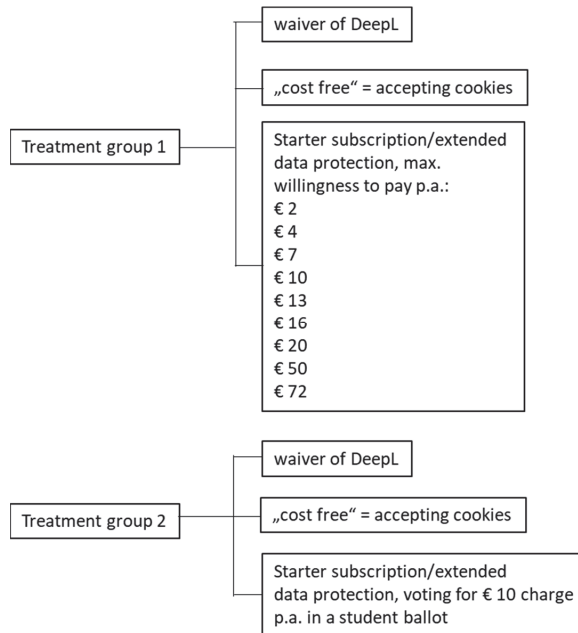 waiver of DeepL
„cost free“ = accepting cookies
Treatment group 1
Starter subscription/extended
data protection, max.
willingness to pay p.a.:
€ 2
€ 4
€ 7
€ 10
€ 13
€ 16
€ 20
€ 50
€ 72
waiver of DeepL
Treatment group 2
„cost free“ = accepting cookies
Starter subscription/extended
data protection, voting for € 10 charge
p.a. in a student ballot